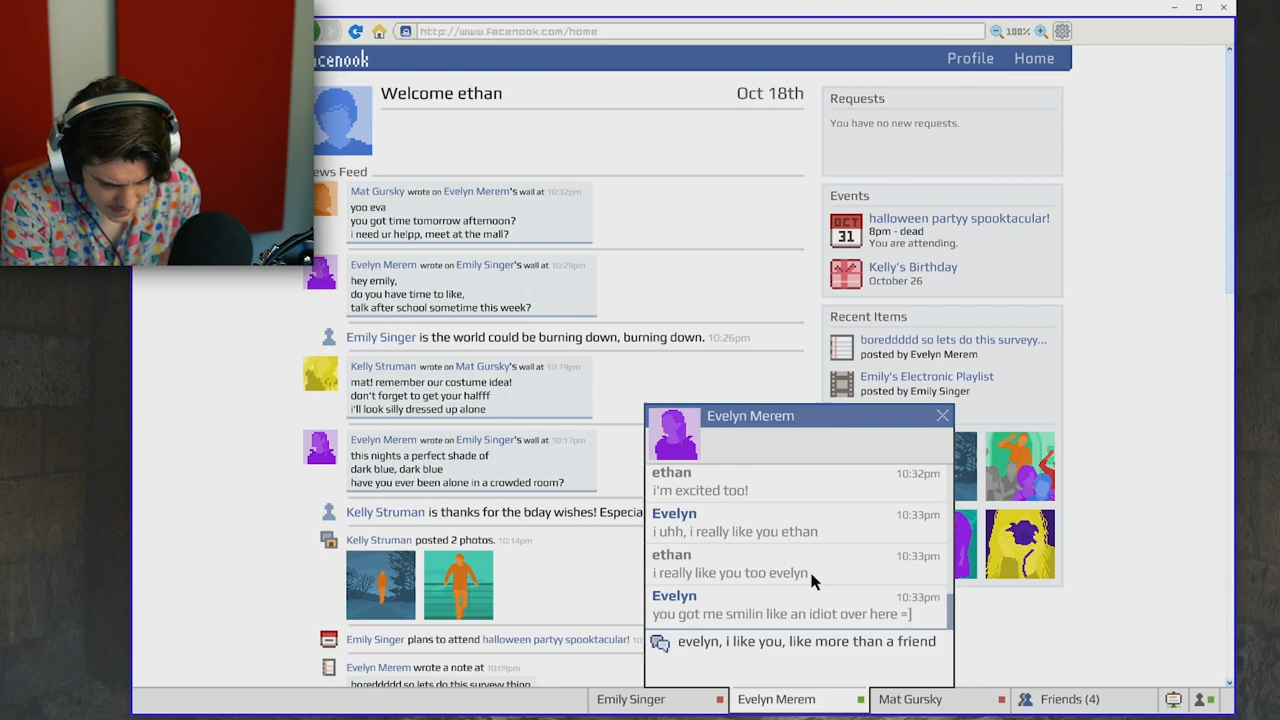 http://www.Facenook.com/home
100%
acenook
Profile
Home
Welcome ethan
Oct 18th
ews Feed
Mat Gursky wrote on Evelyn Merem's wall at 10:32pm
yoo eva
you got time tomorrow afternoon?
i need ur helpp, meet at the mall?
Evelyn Merem wrote on Emily Singer's wall at 10:29pm
hey emily,
do you have time to like,
talk after school sometime this week?
Emily Singer is the world could be burning down, burning down. 10:26pm
Kelly Struman wrote on Mat Gursky's wall at 10:19pm
mat! remember our costume idea!
don't forget to get your halfff
i'll look silly dressed up alone
Evelyn Merem wrote on Emily Singer's wall at 10:17pm
this nights a perfect shade of
dark blue, dark blue
have you ever been alone in a crowded room?
Kelly Struman is thanks for the bday wishes! Especia
Kelly Struman posted 2 photos. 10:14pm
Emily Singer plans to attend halloween partyy spooktacular! 10
Evelyn Merem wrote a note at 10:09pm
boreddddd so lets do this surveyy thing
Requests
You have no new requests.
Events
OCT
31
halloween partyy spooktacular!
8pm - dead
You are attending.
Kelly's Birthday
October 26
Recent Items
boreddddd so lets do this surveyy...
posted by Evelyn Merem
Emily's Electronic Playlist
posted by Emily Singer
Evelyn Merem
ethan 10:32pm
i'm excited too!
Evelyn 10:33pm
i uhh, i really like you ethan
ethan 10:33pm
i really like you too evelyn
Evelyn 10:33pm
you got me smilin like an idiot over here =]
evelyn, i like you, like more than a friend
Emily Singer
Evelyn Merem
Mat Gursky
Friends (4)